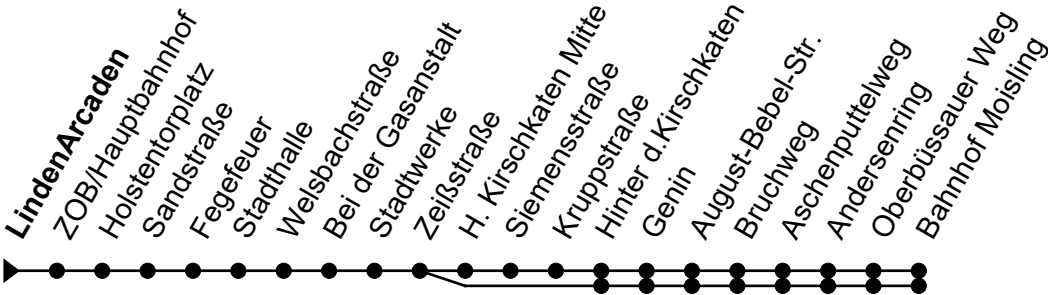 LindenArcaden
ZOB/Hauptbahnhof
Holstentorplatz
Sandstraße
Fegefeuer
Stadthalle
Welsbachstraße
Bei der Gasanstalt
Stadtwerke
Zeißstraße
H. Kirschkaten Mitte
Siemensstraße
Kruppstraße
Hinter d.Kirschkaten
Genin
August-Bebel-Str.
Bruchweg
Aschenputtelweg
Andersenring
Oberbüssauer Weg
Bahnhof Moisling